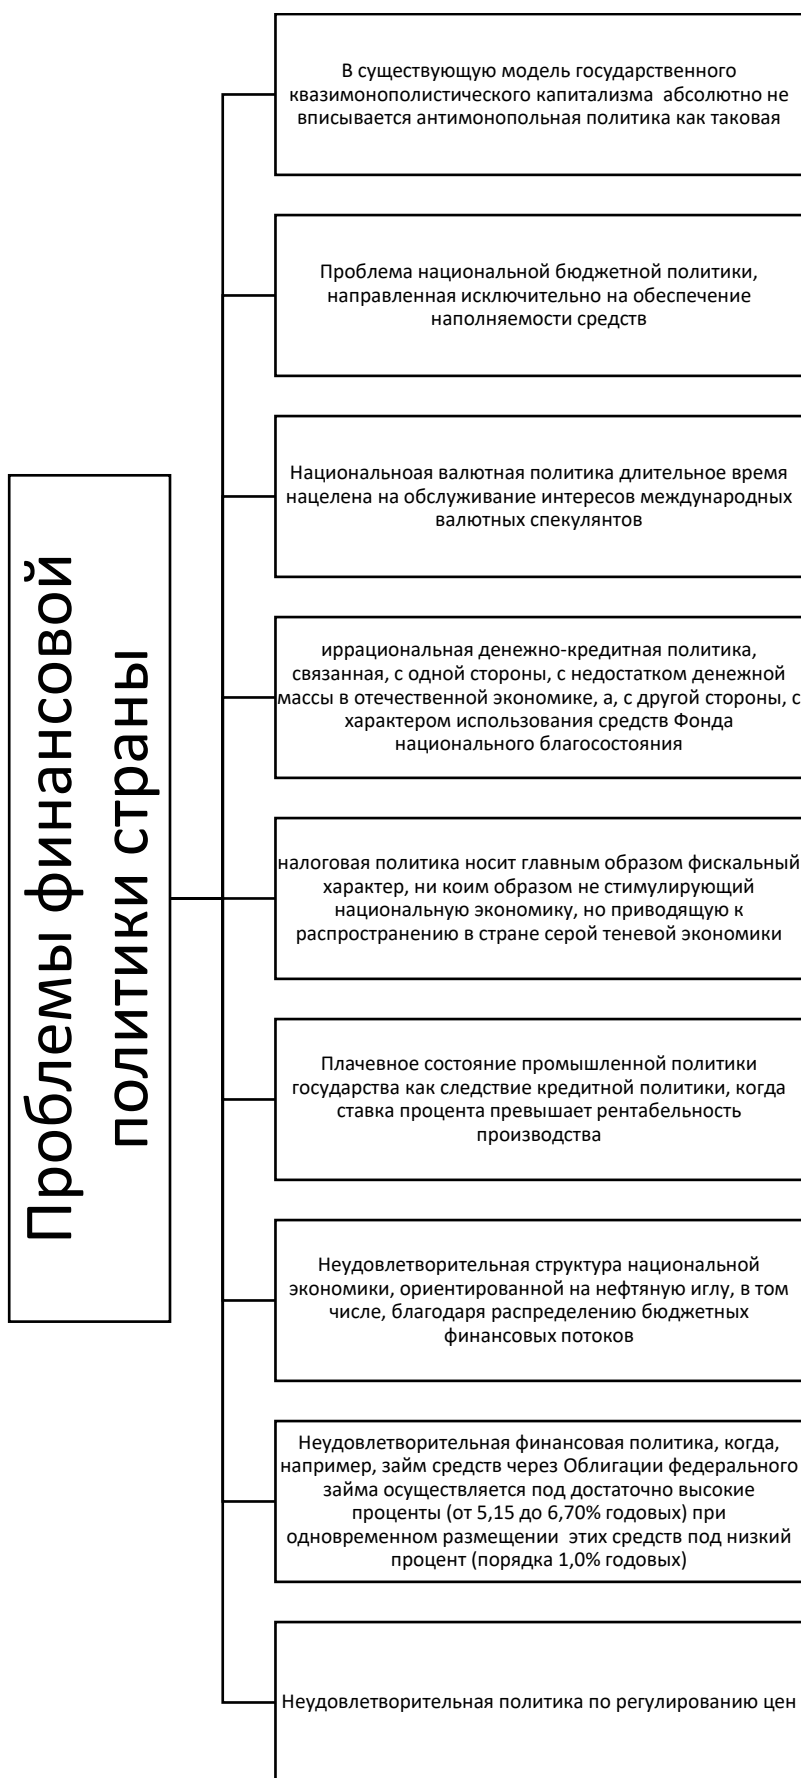 Проблемы финансовой
политики страны
В существующую модель государственного
квазимонополистического капитализма абсолютно не
вписывается антимонопольная политика как таковая
Проблема национальной бюджетной политики,
направленная исключительно на обеспечение
наполняемости средств
Национальноая валютная политика длительное время
нацелена на обслуживание интересов международных
валютных спекулянтов
иррациональная денежно-кредитная политика,
связанная, с одной стороны, с недостатком денежной
массы в отечественной экономике, а, с другой стороны, с
характером использования средств Фонда
национального благосостояния
налоговая политика носит главным образом фискальный
характер, ни коим образом не стимулирующий
национальную экономику, но приводящую к
распространению в стране серой теневой экономики
Плачевное состояние промышленной политики
государства как следствие кредитной политики, когда
ставка процента превышает рентабельность
производства
Неудовлетворительная структура национальной
экономики, ориентированной на нефтяную иглу, в том
числе, благодаря распределению бюджетных
финансовых потоков
Неудовлетворительная финансовая политика, когда,
например, займ средств через Облигации федерального
займа осуществляется под достаточно высокие
проценты (от 5,15 до 6,70% годовых) при
одновременном размещении этих средств под низкий
процент (порядка 1,0% годовых)
Неудовлетворительная политика по регулированию цен